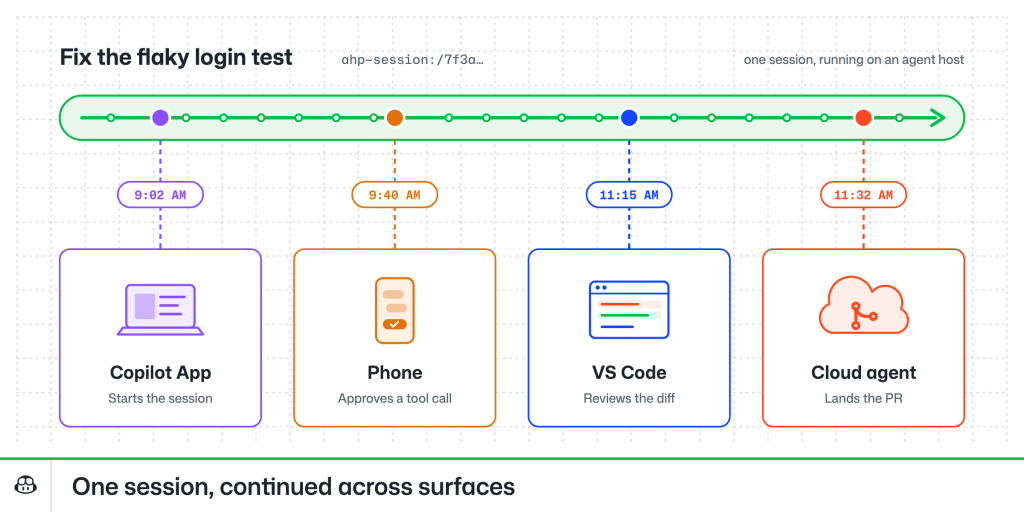 Fix the flaky login test
ahp-session:/7f3a…
one session, running on an agent host
9:02 AM
9:40 AM
11:15 AM
11:32 AM
Copilot App
Starts the session
Phone
Approves a tool call
VS Code
Reviews the diff
Cloud agent
Lands the PR
One session, continued across surfaces